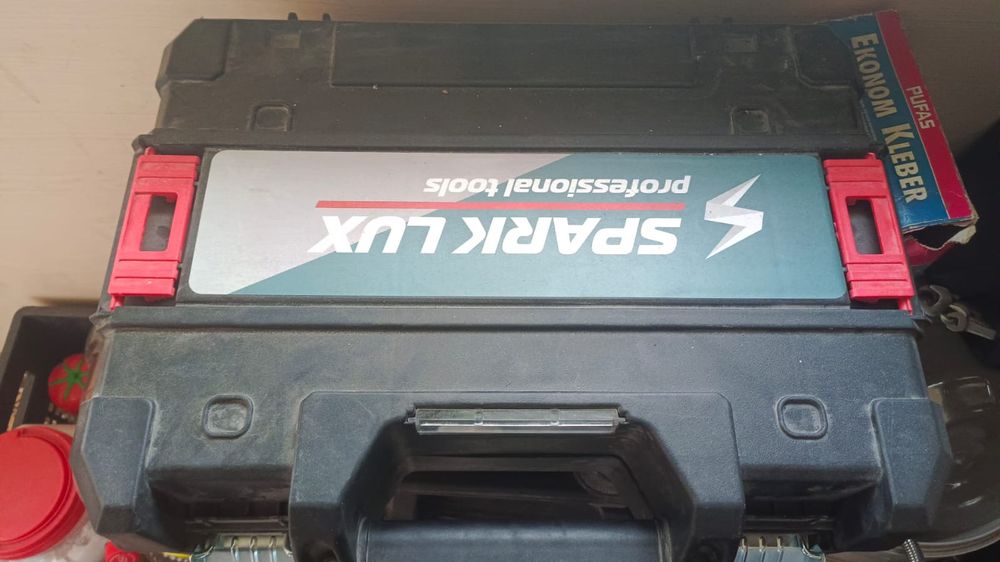 SPARK LUX
professional tools
PUFAS
EKONOM KLEBER